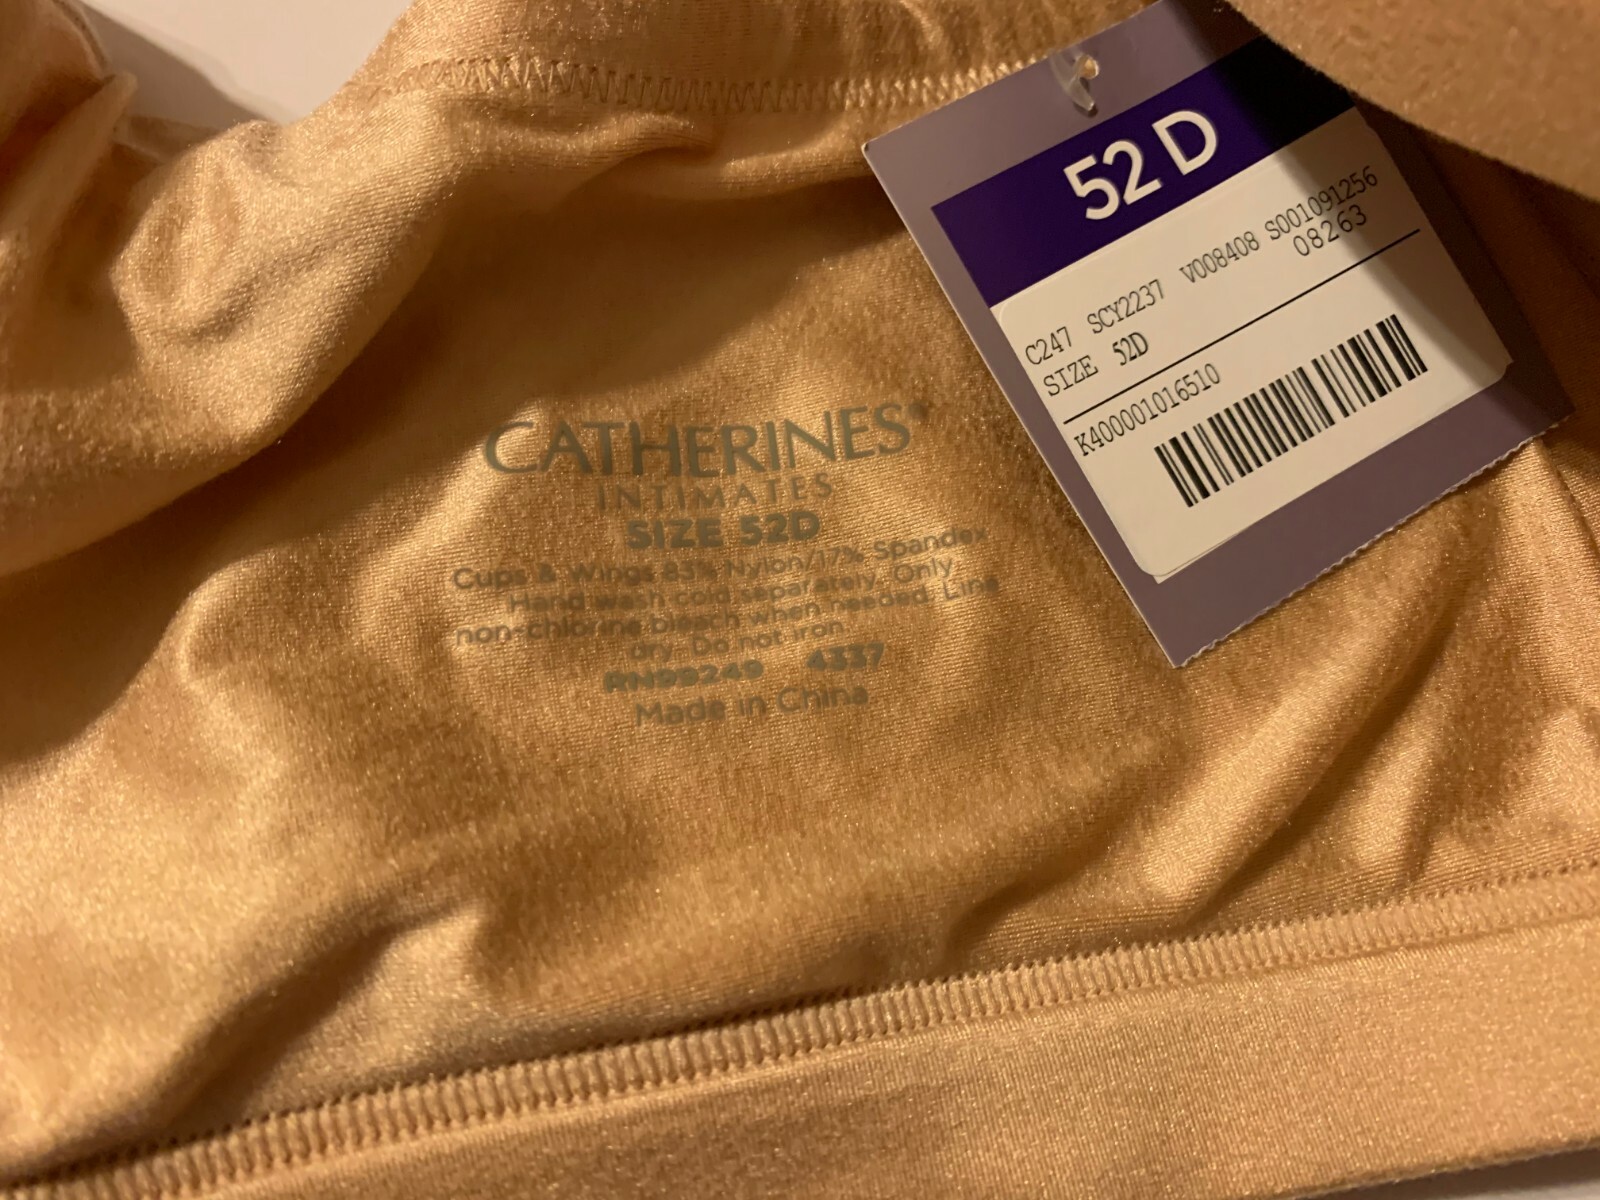 52 D
C247 SCY2237 V008408 S001091256
SIZE 52D 08263
K40001016510
CATHERINES®
INTIMATES
SIZE 52D
Cups & Wings 83% Nylon/17% Spandex
Hand wash cold separately. Only
non-chlorine bleach when needed. Line
dry. Do not iron.
RN99249 4337
Made in China